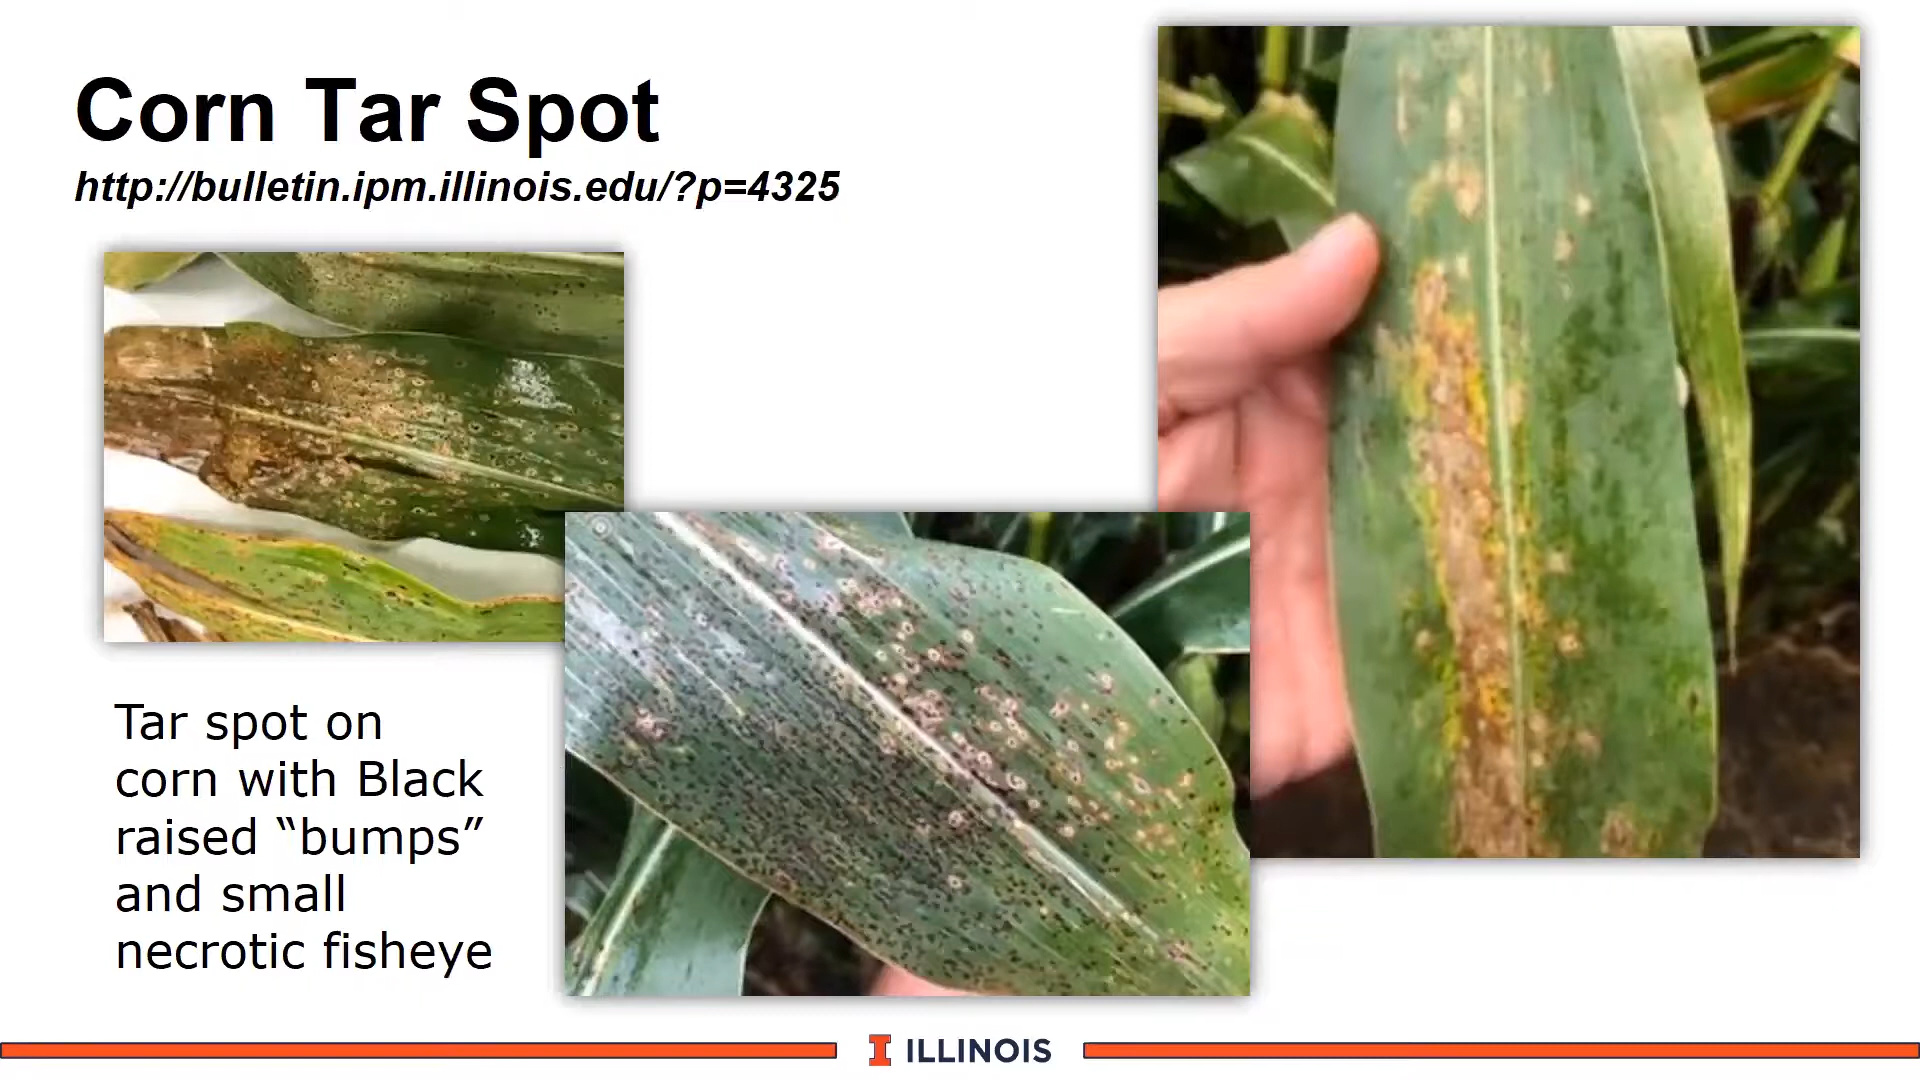 Corn Tar Spot
http://bulletin.ipm.illinois.edu/?p=4325
Tar spot on
corn with Black
raised “bumps”
and small
necrotic fisheye
ILLINOIS